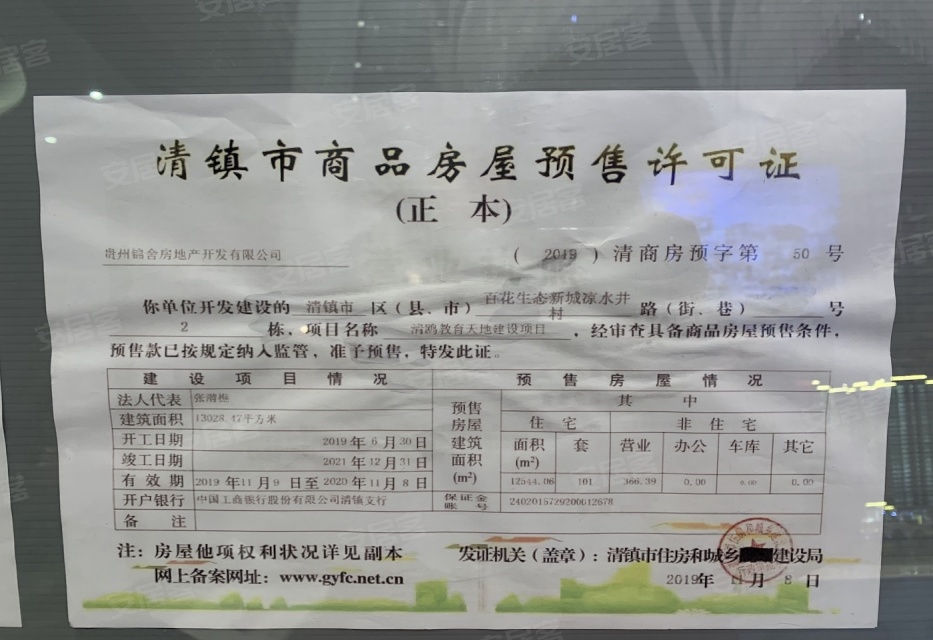 清镇市商品房屋预售许可证
(正 本)
房地产开发有限公司
( 2019 ) 清商房预字第 50 号
你单位开发建设的 清镇市 区（县、市） 百花生态新城凉水井村 路（街、巷） 号
2 栋，项目名称 教育天地建设项目 ，经审查具备商品房屋预售条件，
预售款已按规定纳入监管，准予预售，特发此证。
建设项目情况 预售房屋情况
法人代表
建筑面积 13028.47平方米
开工日期 2019 年 6 月 30 日
竣工日期 2021 年 12 月 31 日
有效期 2019 年 11 月 9 日至 2020 年 11 月 8 日
开户银行 中国工商银行股份有限公司清镇支行
备注
预售房屋建筑面积(m²)
其中
住宅 非住宅
面积(m²) 套 营业 办公 车库 其它
12544.06 101 366.39 0.00 0.00 0.00
保证金账号 2402015729200612678
注：房屋他项权利状况详见副本
网上备案网址：www.gyfc.net.cn
发证机关（盖章）：清镇市住房和城乡建设局
2019年 11 月 8 日
安居客